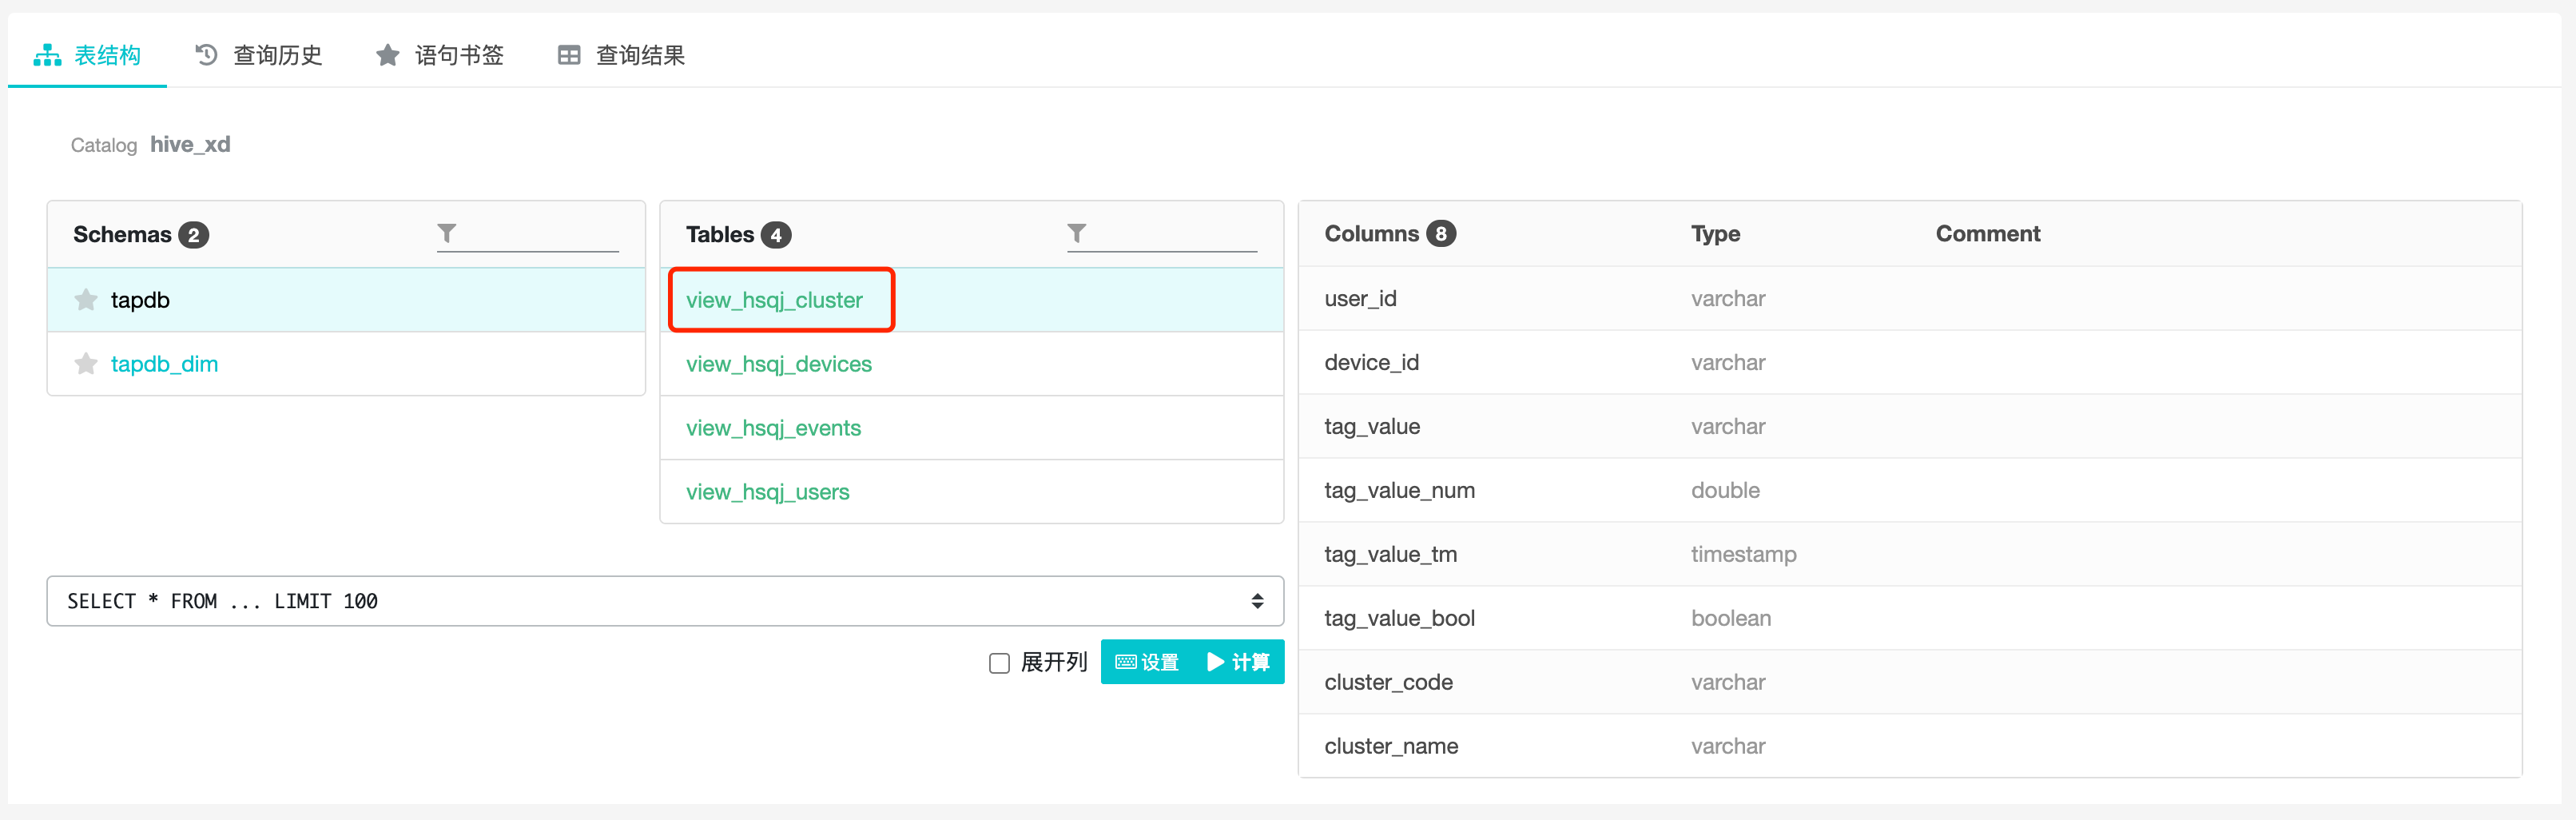 表结构 查询历史 语句书签 查询结果
Catalog hive_xd
Schemas 2
tapdb
tapdb_dim
Tables 4
view_hsqj_cluster
view_hsqj_devices
view_hsqj_events
view_hsqj_users
SELECT * FROM ... LIMIT 100
展开列 设置 计算
Columns 8 Type Comment
user_id varchar
device_id varchar
tag_value varchar
tag_value_num double
tag_value_tm timestamp
tag_value_bool boolean
cluster_code varchar
cluster_name varchar